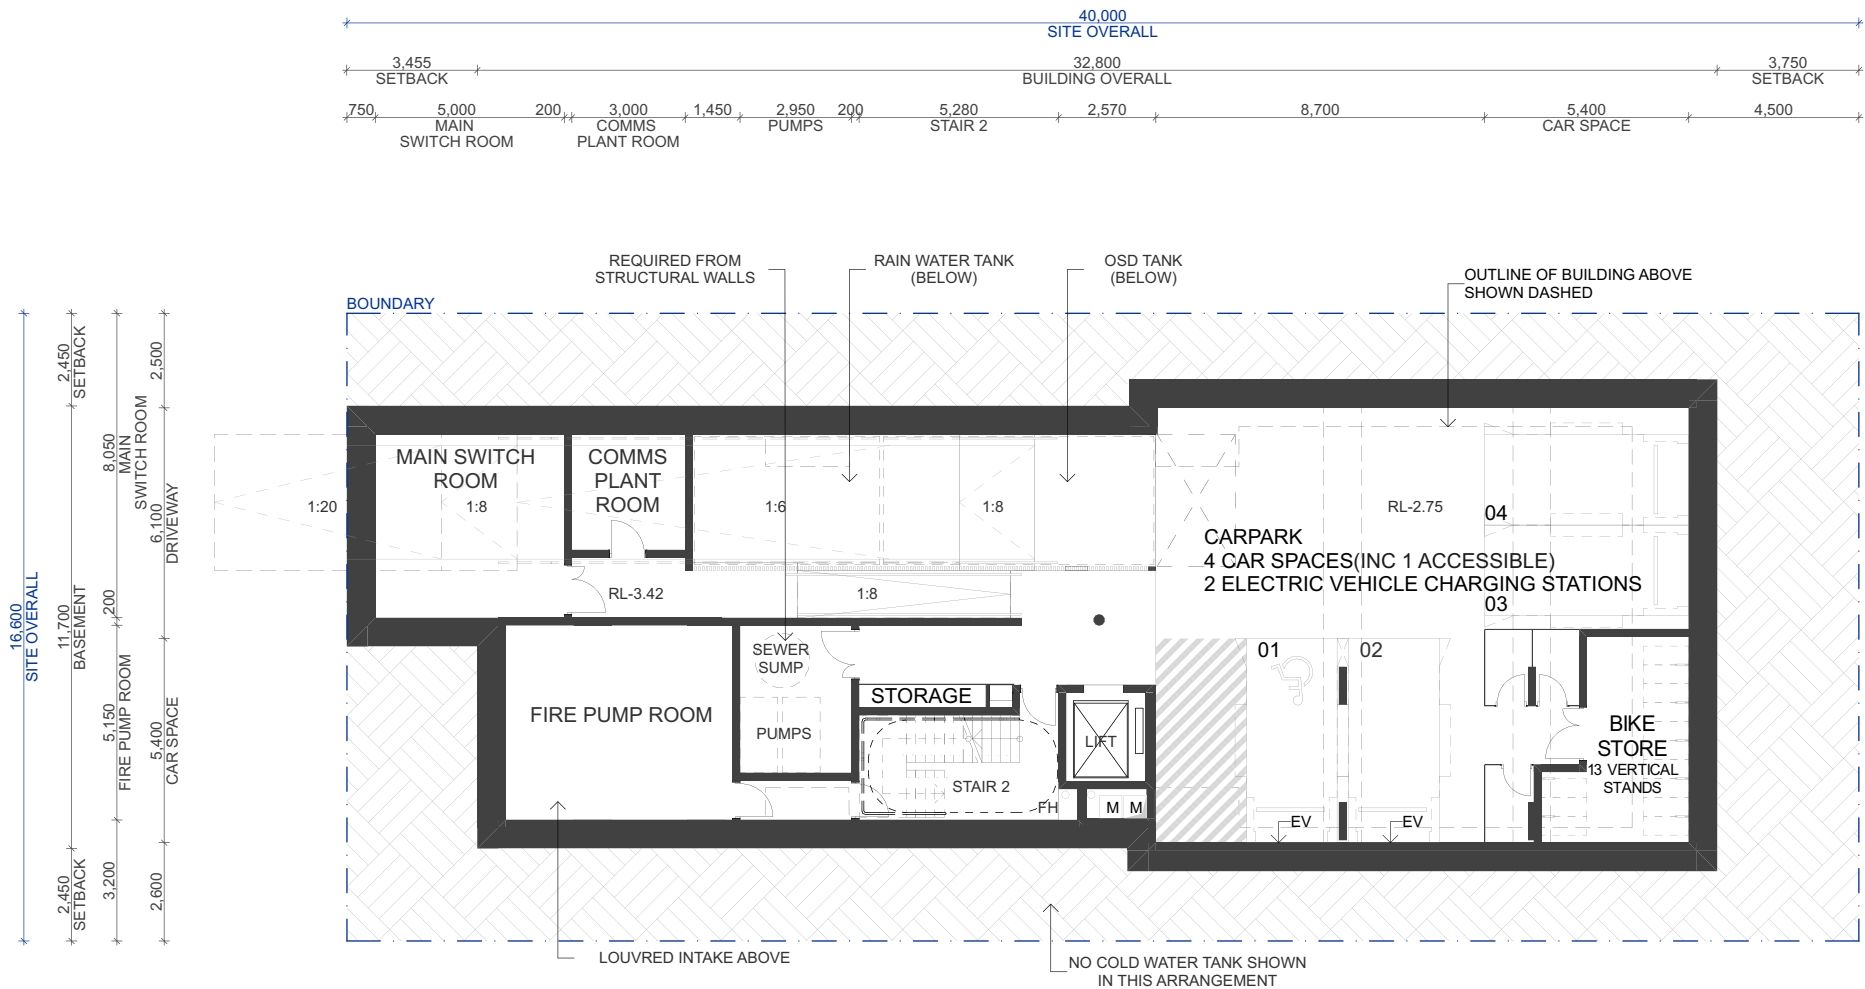 40,000
SITE OVERALL
3,455
SETBACK
32,800
BUILDING OVERALL
3,750
SETBACK
750
5,000
MAIN
SWITCH ROOM
200
3,000
COMMS
PLANT ROOM
1,450
2,950
PUMPS
200
5,280
STAIR 2
2,570
8,700
5,400
CAR SPACE
4,500
REQUIRED FROM
STRUCTURAL WALLS
RAIN WATER TANK
(BELOW)
OSD TANK
(BELOW)
OUTLINE OF BUILDING ABOVE
SHOWN DASHED
BOUNDARY
16,600
SITE OVERALL
2,450
SETBACK
11,700
BASEMENT
2,450
SETBACK
8,050
MAIN
SWITCH ROOM
200
5,150
FIRE PUMP ROOM
3,200
2,500
6,100
DRIVEWAY
5,400
CAR SPACE
2,600
MAIN SWITCH
ROOM
COMMS
PLANT
ROOM
1:20
1:8
1:6
1:8
RL-2.75
04
CARPARK
4 CAR SPACES(INC 1 ACCESSIBLE)
2 ELECTRIC VEHICLE CHARGING STATIONS
RL-3.42
1:8
03
SEWER
SUMP
01
02
STORAGE
FIRE PUMP ROOM
PUMPS
LIFT
BIKE
STORE
13 VERTICAL
STANDS
STAIR 2
FH
M
M
EV
EV
LOUVRED INTAKE ABOVE
NO COLD WATER TANK SHOWN
IN THIS ARRANGEMENT